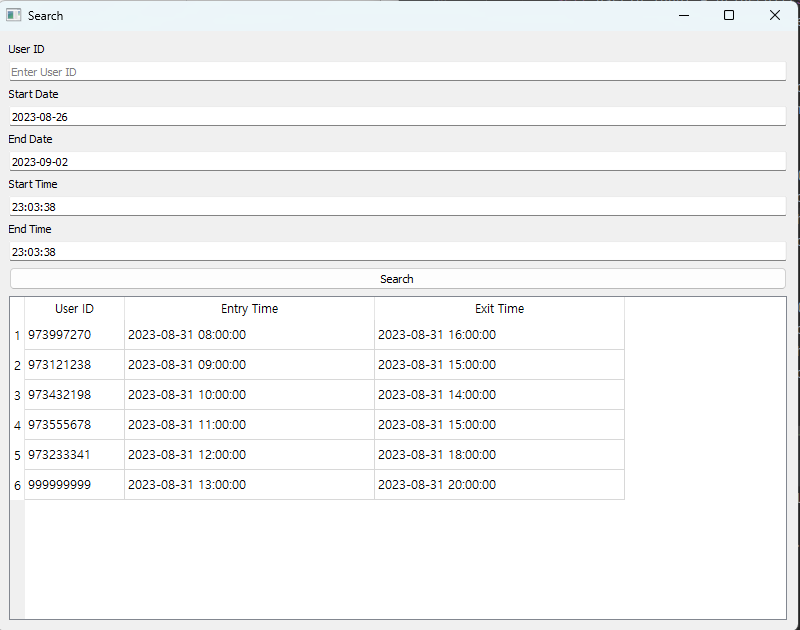 Search
User ID
Enter User ID
Start Date
2023-08-26
End Date
2023-09-02
Start Time
23:03:38
End Time
23:03:38
Search
User ID Entry Time Exit Time
1 973997270 2023-08-31 08:00:00 2023-08-31 16:00:00
2 973121238 2023-08-31 09:00:00 2023-08-31 15:00:00
3 973432198 2023-08-31 10:00:00 2023-08-31 14:00:00
4 973555678 2023-08-31 11:00:00 2023-08-31 15:00:00
5 973233341 2023-08-31 12:00:00 2023-08-31 18:00:00
6 999999999 2023-08-31 13:00:00 2023-08-31 20:00:00